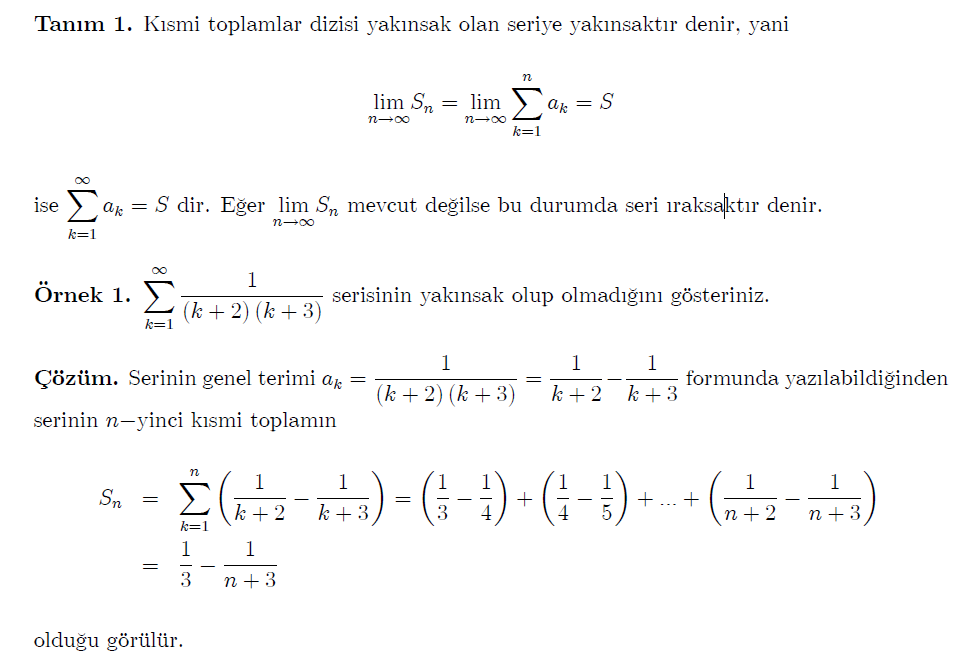 Tanım 1. Kısmi toplamlar dizisi yakınsak olan seriye yakınsaktır denir, yani
lim_{n→∞} S_n = lim_{n→∞} ∑_{k=1}^{n} a_k = S
ise ∑_{k=1}^{∞} a_k = S dir. Eğer lim_{n→∞} S_n mevcut değilse bu durumda seri ıraksaktır denir.
Örnek 1. ∑_{k=1}^{∞} 1/((k + 2)(k + 3)) serisinin yakınsak olup olmadığını gösteriniz.
Çözüm. Serinin genel terimi a_k = 1/((k + 2)(k + 3)) = 1/(k + 2) − 1/(k + 3) formunda yazılabildiğinden
serinin n−yinci kısmi toplamın
S_n = ∑_{k=1}^{n} (1/(k + 2) − 1/(k + 3)) = (1/3 − 1/4) + (1/4 − 1/5) + ... + (1/(n + 2) − 1/(n + 3))
= 1/3 − 1/(n + 3)
olduğu görülür.